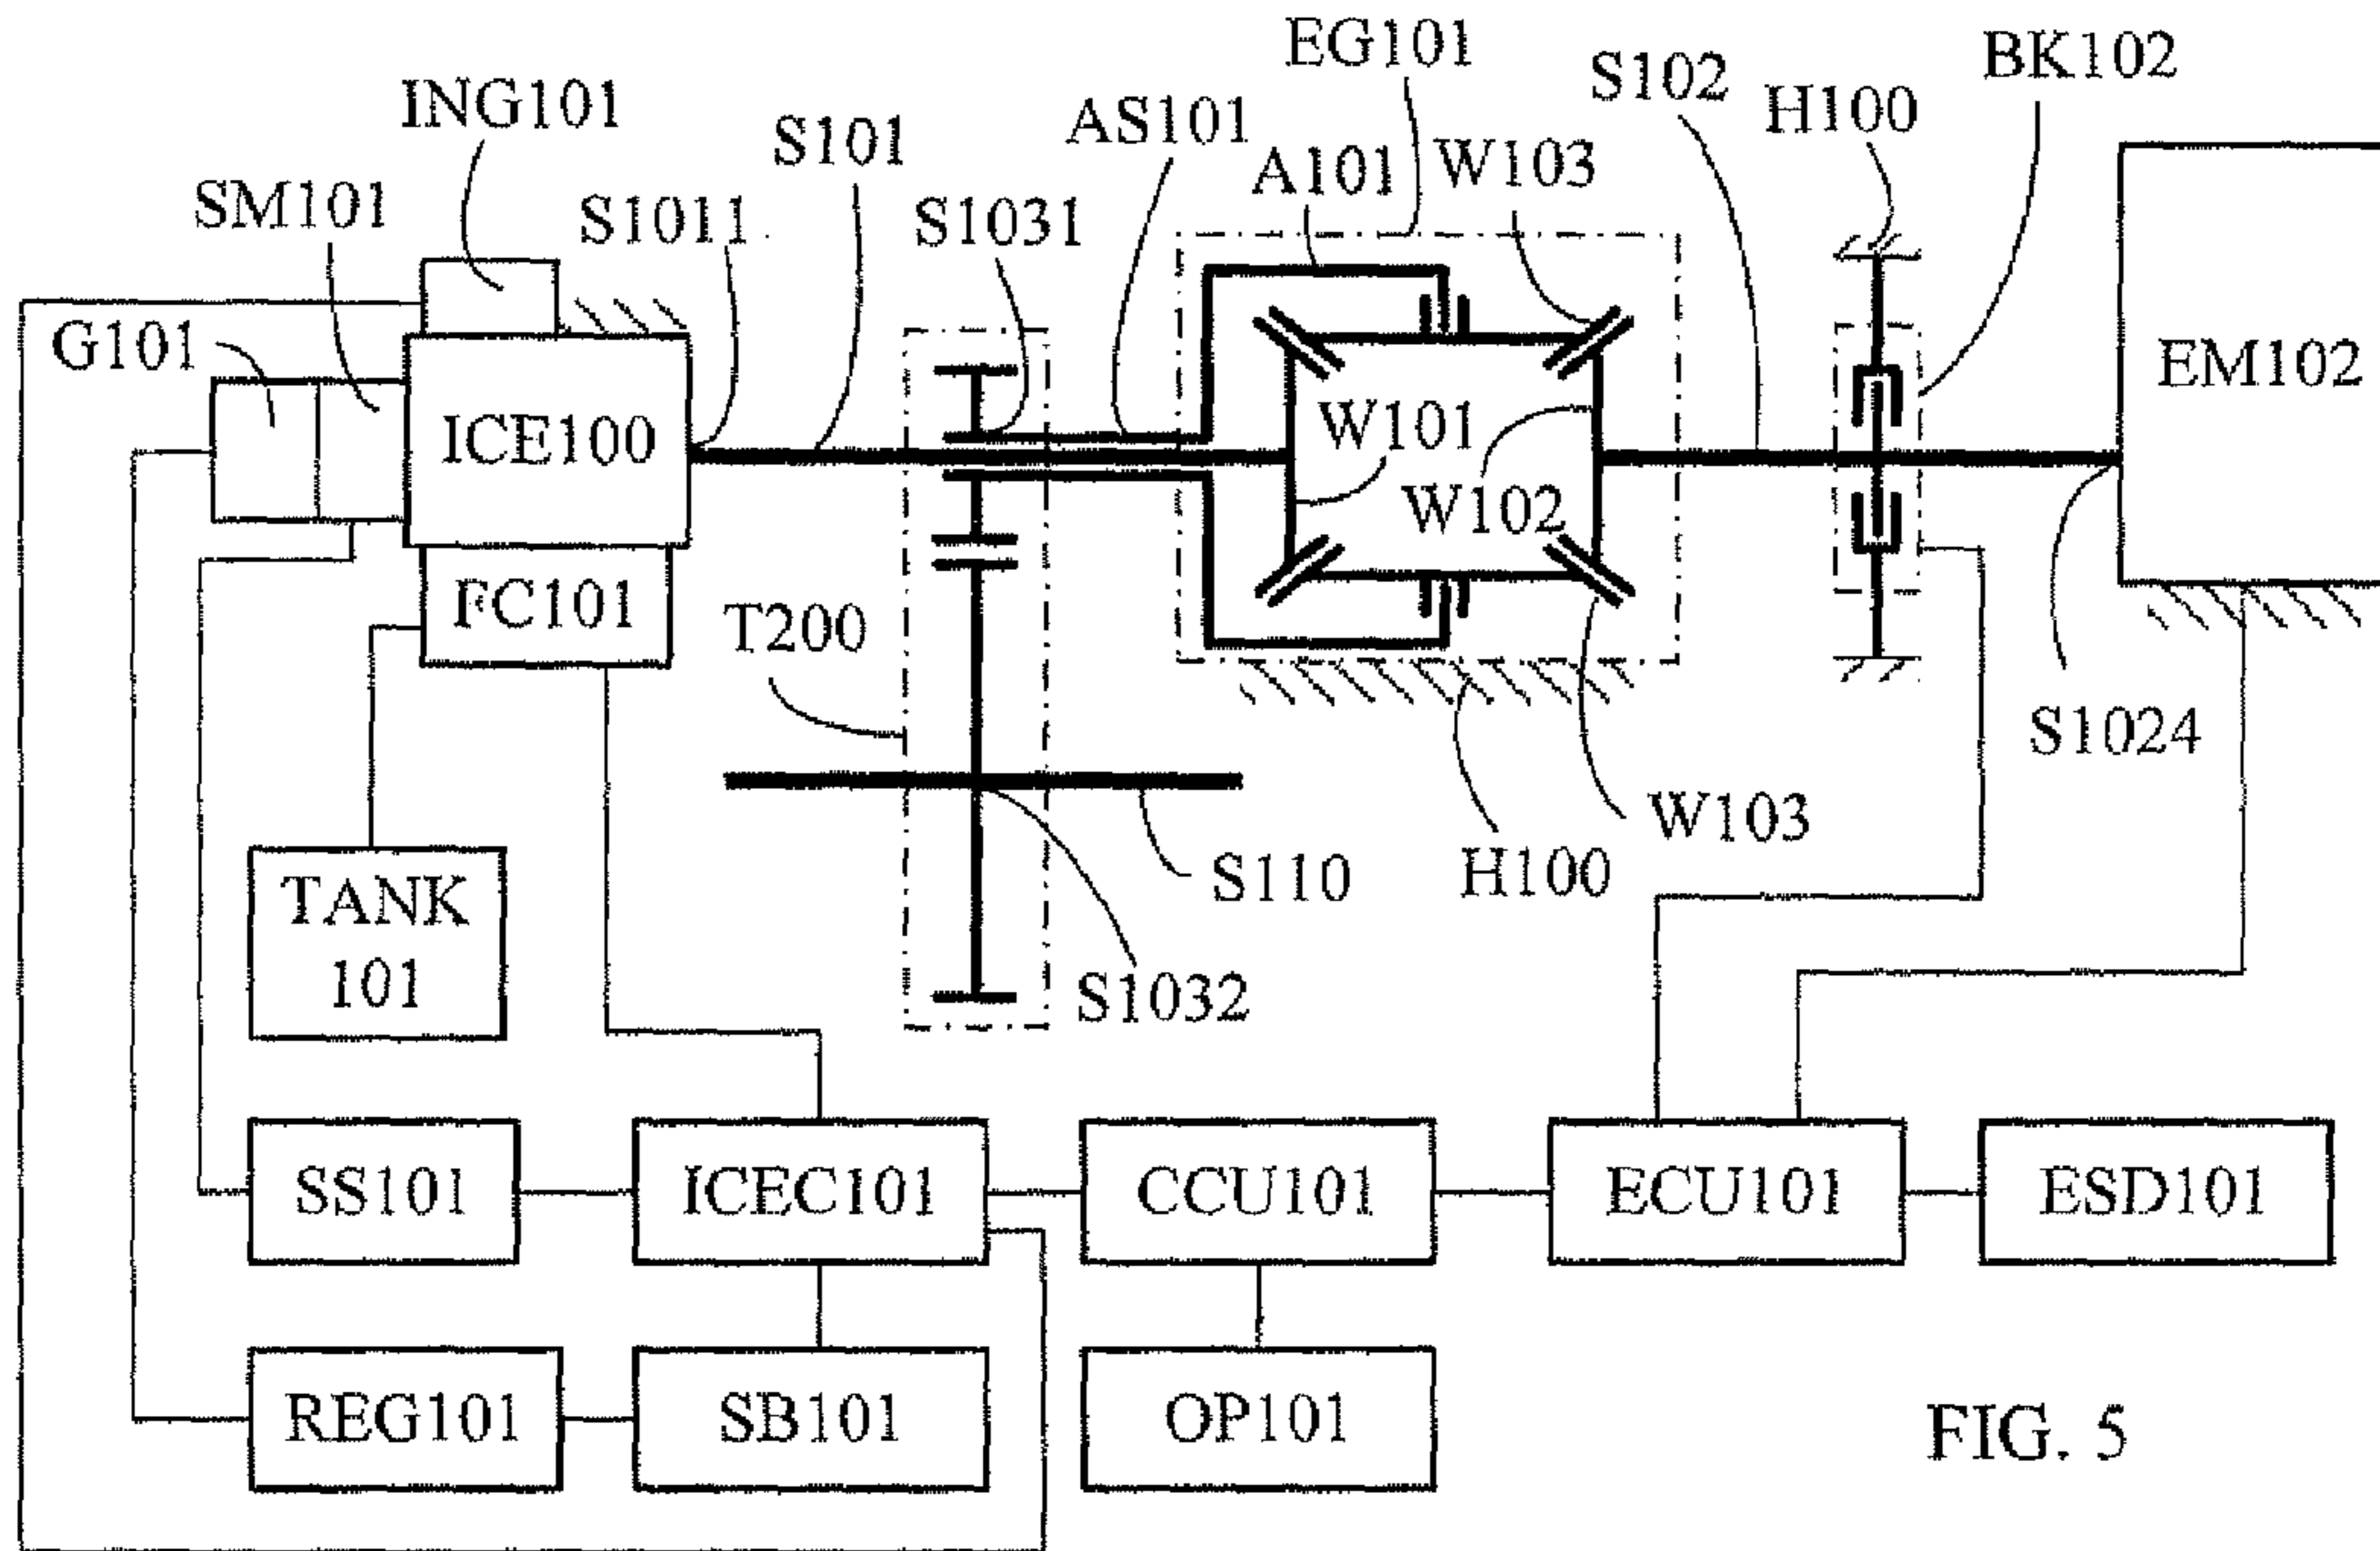 EG101
BK102
S102
H100
ING101
AS101
S101
A101
W103
SM101
S1011
S1031
G101
EM102
ICE100
W101
W102
FC101
T200
S1024
W103
H100
S110
TANK
101
S1032
SS101
ICEC101
CCU101
ECU101
ESD101
REG101
SB101
OP101
FIG. 5